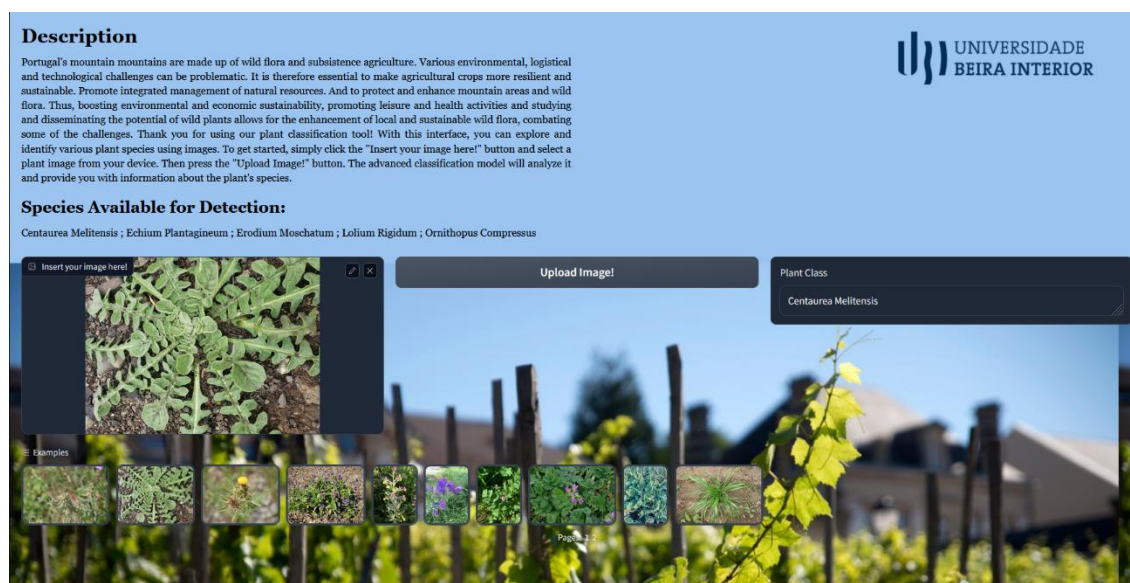 Description
Portugal's mountain mountains are made up of wild flora and subsistence agriculture. Various environmental, logistical
and technological challenges can be problematic. It is therefore essential to make agricultural crops more resilient and
sustainable. Promote integrated management of natural resources. And to protect and enhance mountain areas and wild
flora. Thus, boosting environmental and economic sustainability, promoting leisure and health activities and studying
and disseminating the potential of wild plants allows for the enhancement of local and sustainable wild flora, combating
some of the challenges. Thank you for using our plant classification tool! With this interface, you can explore and
identify various plant species using images. To get started, simply click the "Insert your image here!" button and select a
plant image from your device. Then press the "Upload Image!" button. The advanced classification model will analyze it
and provide you with information about the plant's species.
UNIVERSIDADE
BEIRA INTERIOR
Species Available for Detection:
Centaurea Melitensis ; Echium Plantagineum ; Erodium Moschatum ; Lolium Rigidum ; Ornithopus Compressus
Insert your image here!
Upload Image!
Plant Class
Centaurea Melitensis
Examples
Pages: 1 2